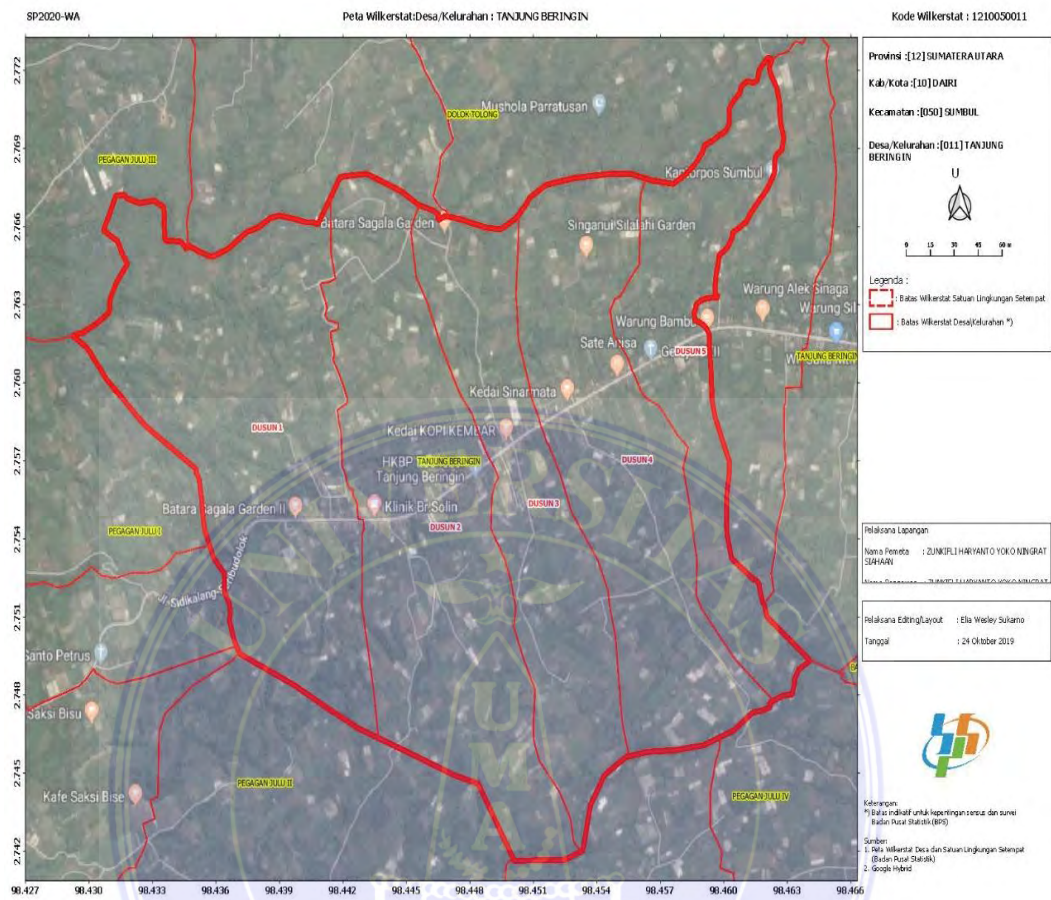 SP2020-WA
Peta Wilkerstat:Desa/Kelurahan : TANJUNG BERINGIN
Kode Wilkerstat : 1210050011
Provinsi :[12] SUMATERA UTARA
Kab/Kota :[10] DAIRI
Kecamatan :[050] SUMBUL
Desa/Kelurahan :[011] TANJUNG
BERINGIN
U
0 15 30 45 60 m
Legenda :
: Batas Wilkerstat Satuan Lingkungan Setempat
: Batas Wilkerstat Desa/Kelurahan *)
Pelaksana Lapangan
Nama Pemeta : ZUNKIFLI HARYANTO YOKO NINGRAT
SIAHAAN
Pelaksana Editing/Layout : Elia Wesley Sukarno
Tanggal : 24 Oktober 2019
Keterangan:
*) Batas indikatif untuk kepentingan sensus dan survei
Badan Pusat Statistik (BPS)
Sumber:
1. Peta Wilkerstat Desa dan Satuan Lingkungan Setempat
(Badan Pusat Statistik)
2. Google Hybrid
2.772
2.769
2.766
2.763
2.760
2.757
2.754
2.751
2.748
2.745
2.742
98.427 98.430 98.433 98.436 98.439 98.442 98.445 98.448 98.451 98.454 98.457 98.460 98.463 98.466
Mushola Parratusan
DOLOK TOLONG
PEGAGAN JULU III
Kantorpos Sumbul
Batara Sagala Garden
Singanui Silalahi Garden
Warung Alek Sinaga
Warung Bambu
Warung Sil
Sate Anisa
DUSUN 5
TANJUNG BERINGIN
Kedai Sinarmata
DUSUN 1
Kedai KOPI KEMBAR
HKBP
TANJUNG BERINGIN
Tanjung Beringin
DUSUN 4
Batara Sagala Garden II
Klinik Br.Solin
DUSUN 3
DUSUN 2
PEGAGAN JULU I
Santo Petrus
Saksi Bisu
PEGAGAN JULU II
Kafe Saksi Bise
PEGAGAN JULU IV
UMA